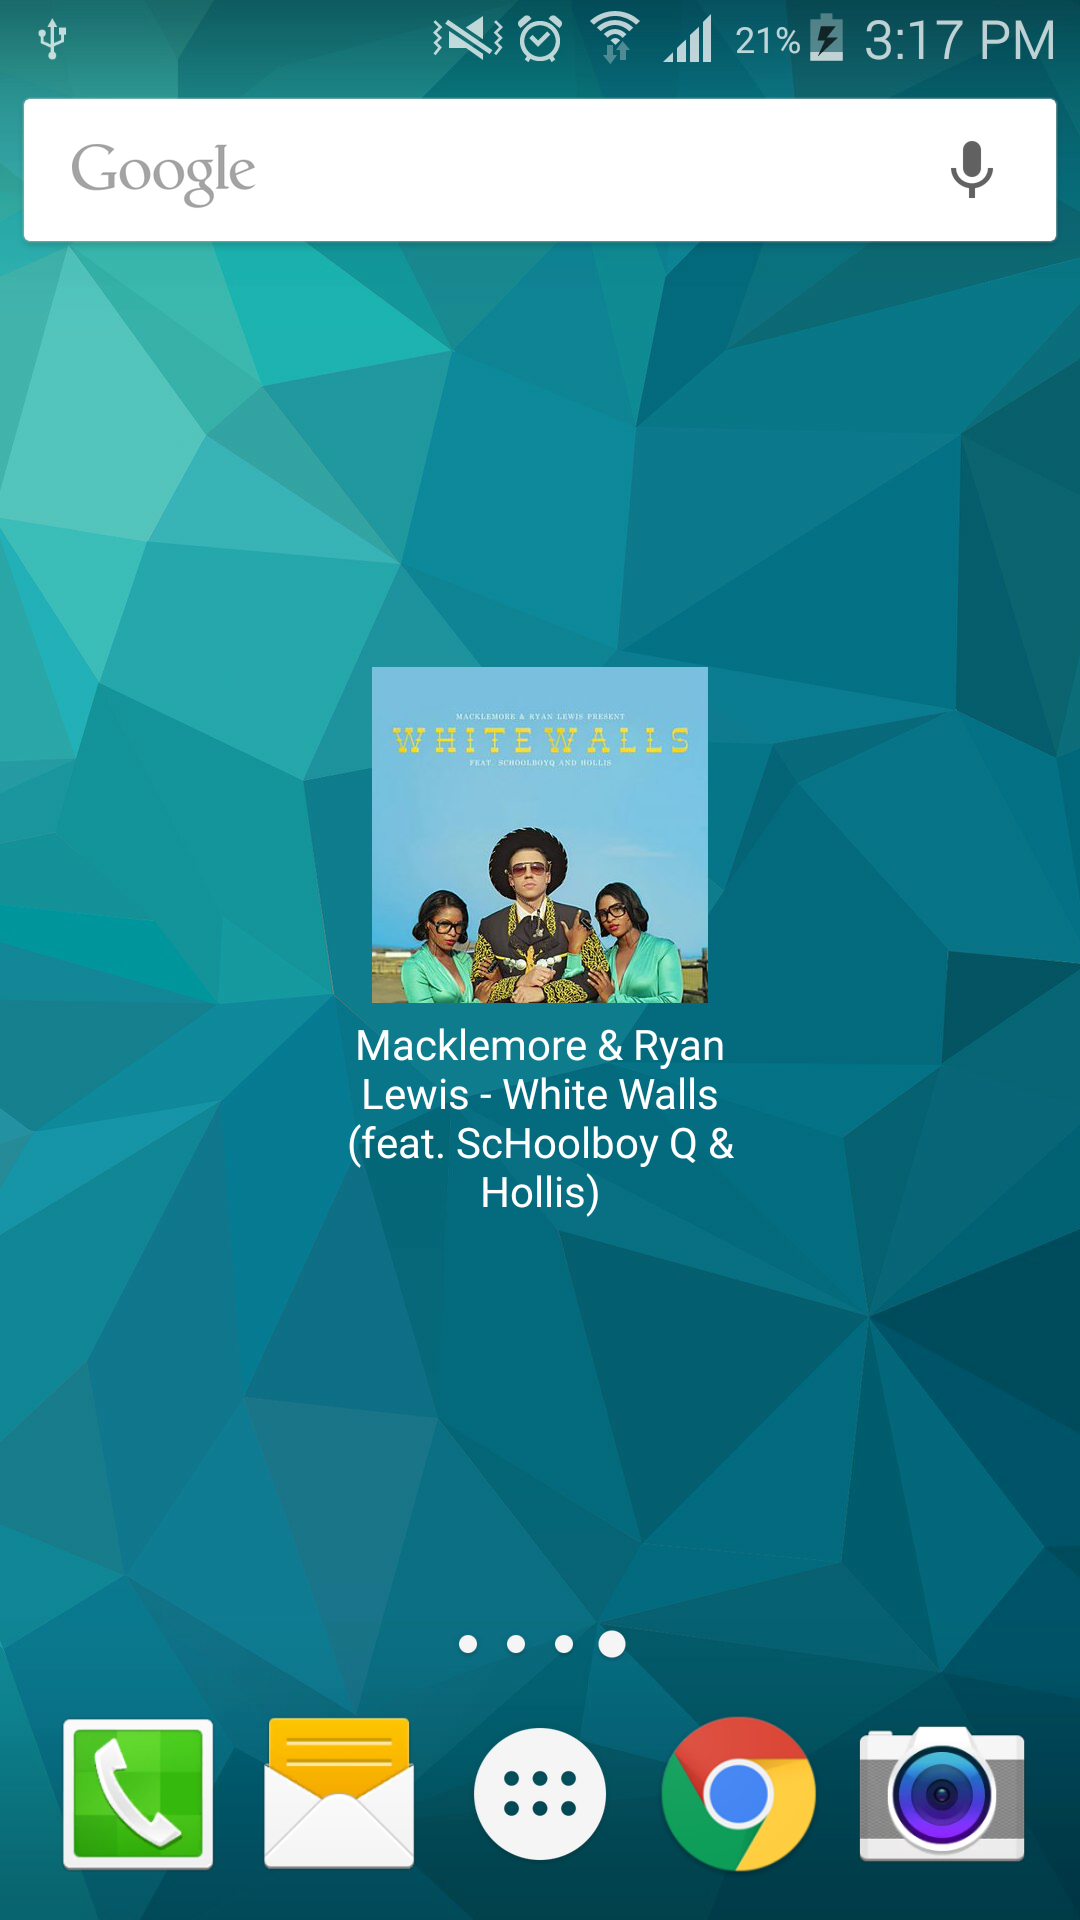 21% 3:17 PM
Google
MACKLEMORE & RYAN LEWIS PRESENT
WHITE WALLS
FEAT. SCHOOLBOYQ AND HOLLIS
Macklemore & Ryan
Lewis - White Walls
(feat. ScHoolboy Q &
Hollis)